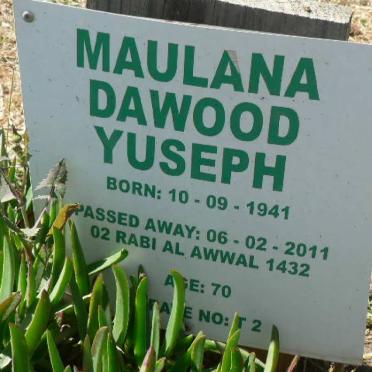 MAULANA
DAWOOD
YUSEPH
BORN: 10 - 09 - 1941
PASSED AWAY: 06 - 02 - 2011
02 RABI AL AWWAL 1432
AGE: 70
NO: T 2